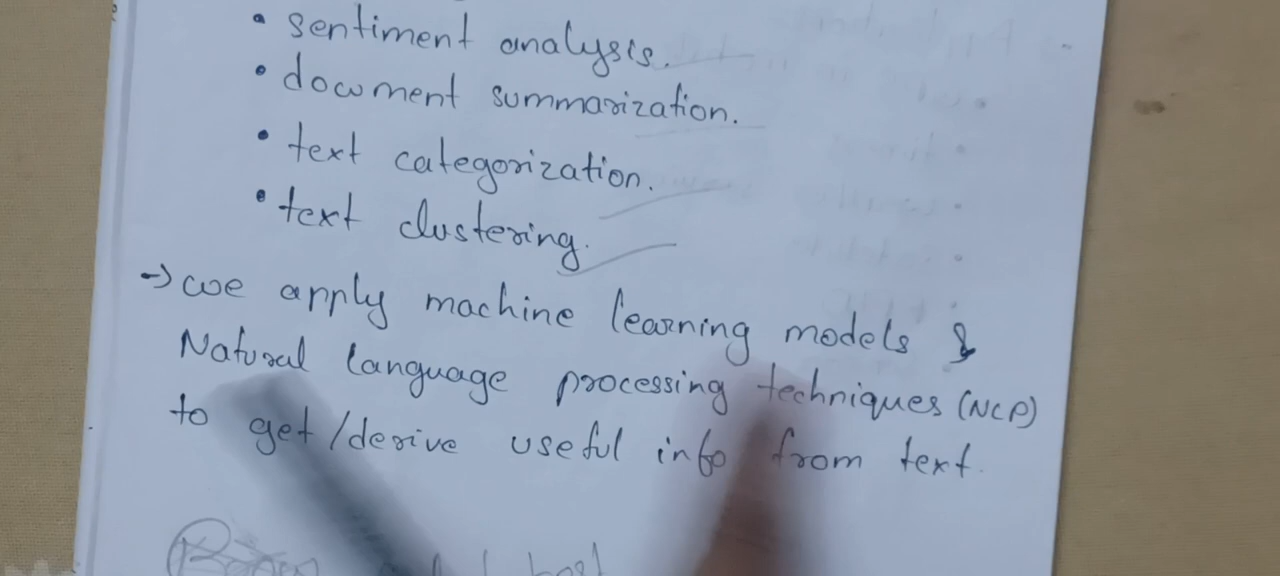 • sentiment analysis.
• document summarization.
• text categorization.
• text clustering.
→ we apply machine learning models &
Natural language processing techniques (NLP)
to get/derive useful info from text.